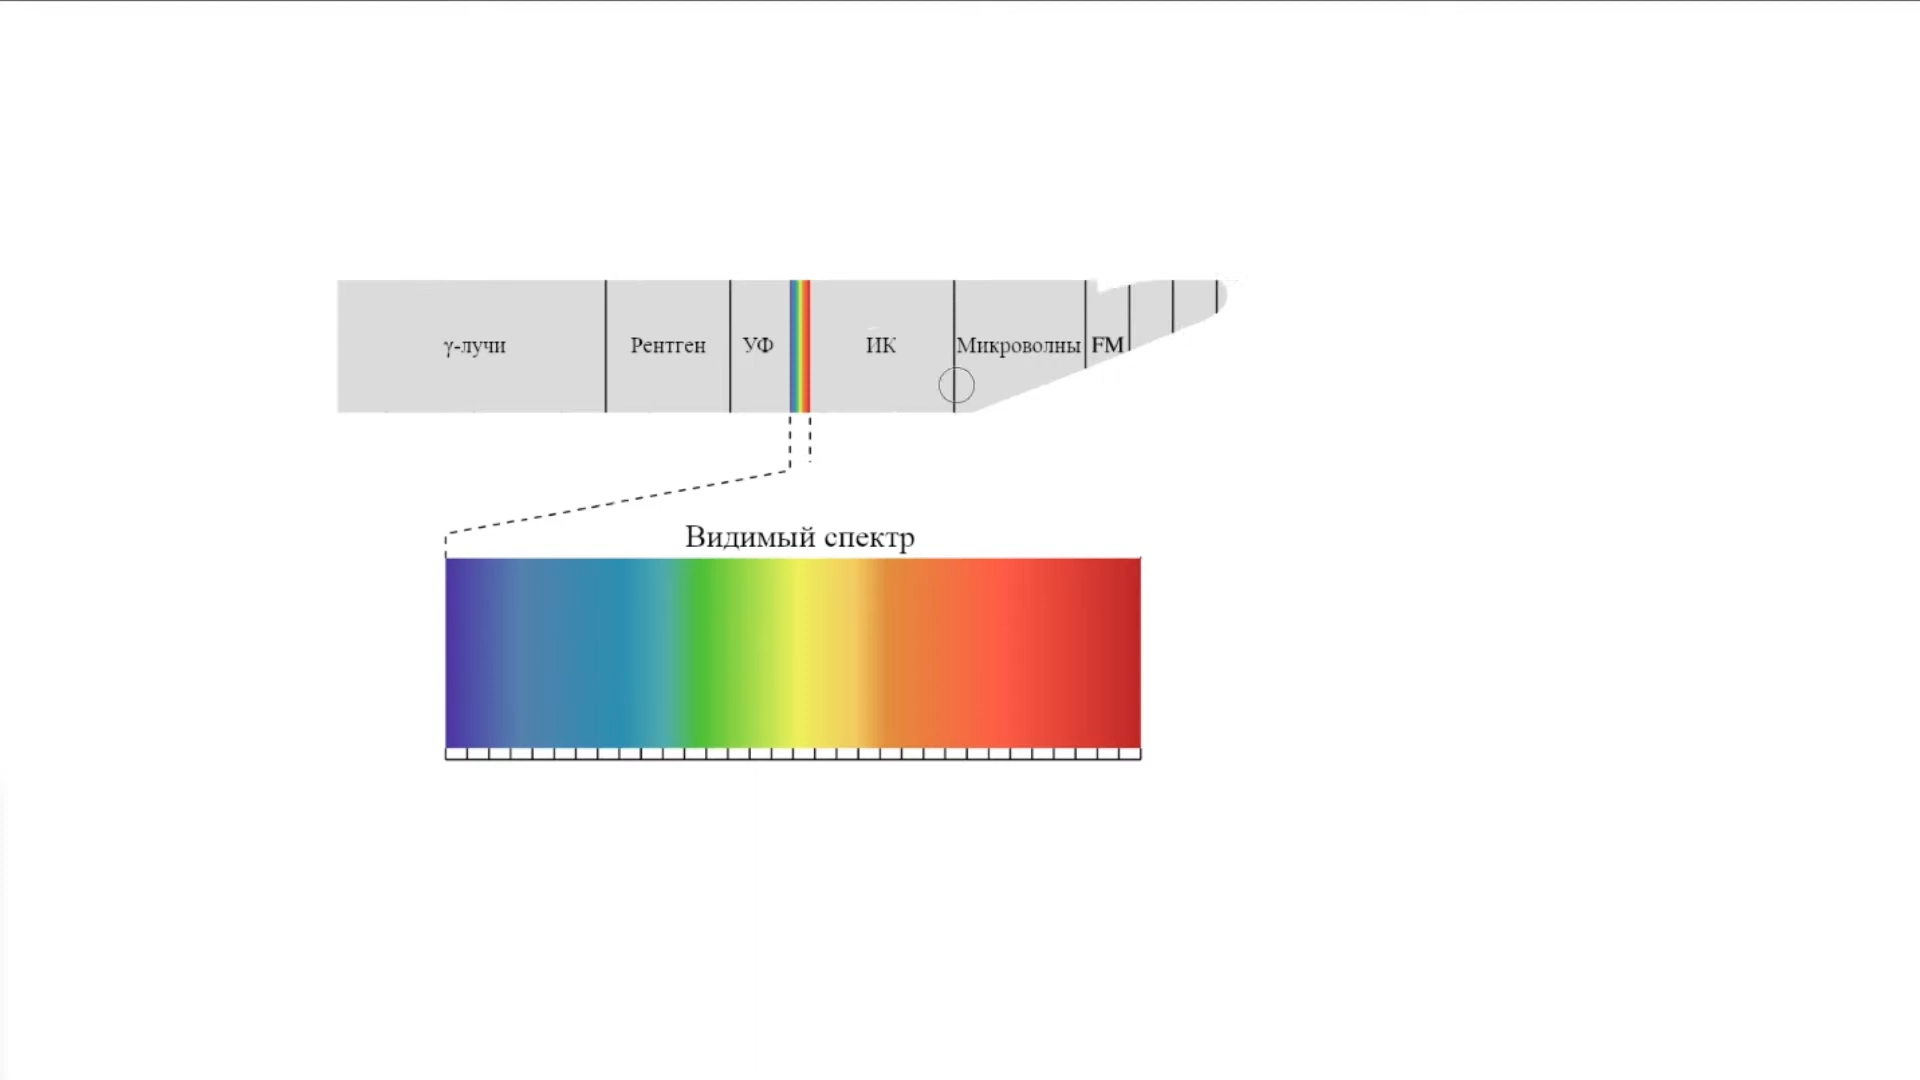 γ-лучи
Рентген
УФ
ИК
Микроволны
FM
Видимый спектр